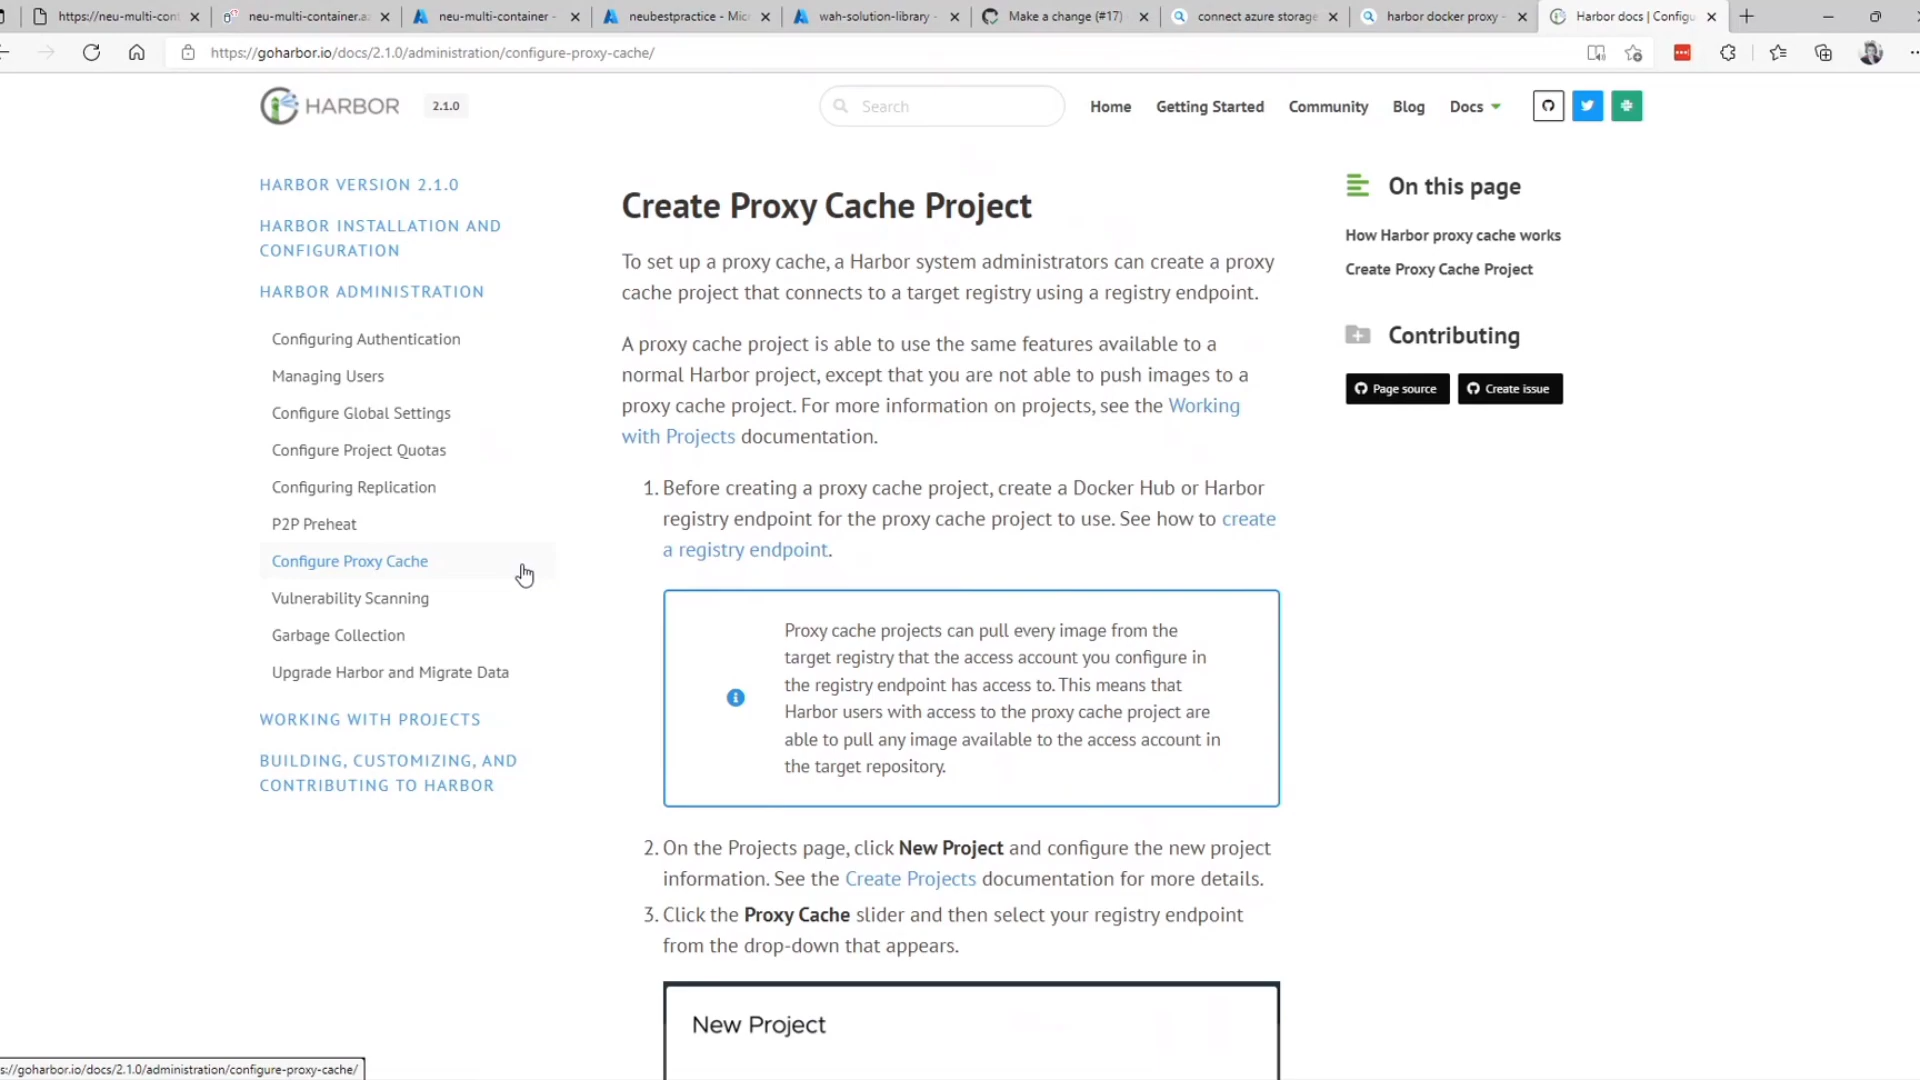 https://neu-multi-cont
neu-multi-container.a
neu-multi-container -
neubestpractice - Mic
wah-solution-library -
Make a change (#17)
connect azure storage
harbor docker proxy -
Harbor docs | Configu
https://goharbor.io/docs/2.1.0/administration/configure-proxy-cache/
HARBOR
2.1.0
Search
Home
Getting Started
Community
Blog
Docs
HARBOR VERSION 2.1.0
HARBOR INSTALLATION AND
CONFIGURATION
HARBOR ADMINISTRATION
Configuring Authentication
Managing Users
Configure Global Settings
Configure Project Quotas
Configuring Replication
P2P Preheat
Configure Proxy Cache
Vulnerability Scanning
Garbage Collection
Upgrade Harbor and Migrate Data
WORKING WITH PROJECTS
BUILDING, CUSTOMIZING, AND
CONTRIBUTING TO HARBOR
Create Proxy Cache Project
To set up a proxy cache, a Harbor system administrators can create a proxy
cache project that connects to a target registry using a registry endpoint.
A proxy cache project is able to use the same features available to a
normal Harbor project, except that you are not able to push images to a
proxy cache project. For more information on projects, see the Working
with Projects documentation.
1. Before creating a proxy cache project, create a Docker Hub or Harbor
registry endpoint for the proxy cache project to use. See how to create
a registry endpoint.
Proxy cache projects can pull every image from the
target registry that the access account you configure in
the registry endpoint has access to. This means that
Harbor users with access to the proxy cache project are
able to pull any image available to the access account in
the target repository.
2. On the Projects page, click New Project and configure the new project
information. See the Create Projects documentation for more details.
3. Click the Proxy Cache slider and then select your registry endpoint
from the drop-down that appears.
New Project
On this page
How Harbor proxy cache works
Create Proxy Cache Project
Contributing
Page source
Create issue
s://goharbor.io/docs/2.1.0/administration/configure-proxy-cache/